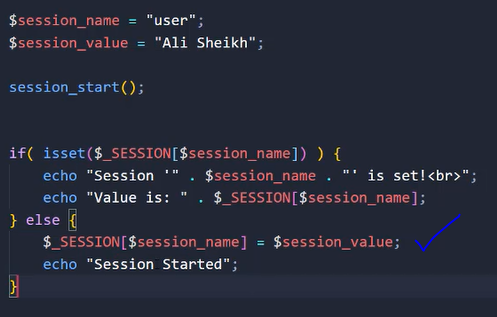 $session_name = "user";
$session_value = "Ali Sheikh";
session_start();
if( isset($_SESSION[$session_name]) ) {
echo "Session '" . $session_name . "' is set!<br>";
echo "Value is: " . $_SESSION[$session_name];
} else {
$_SESSION[$session_name] = $session_value;
echo "Session Started";
}